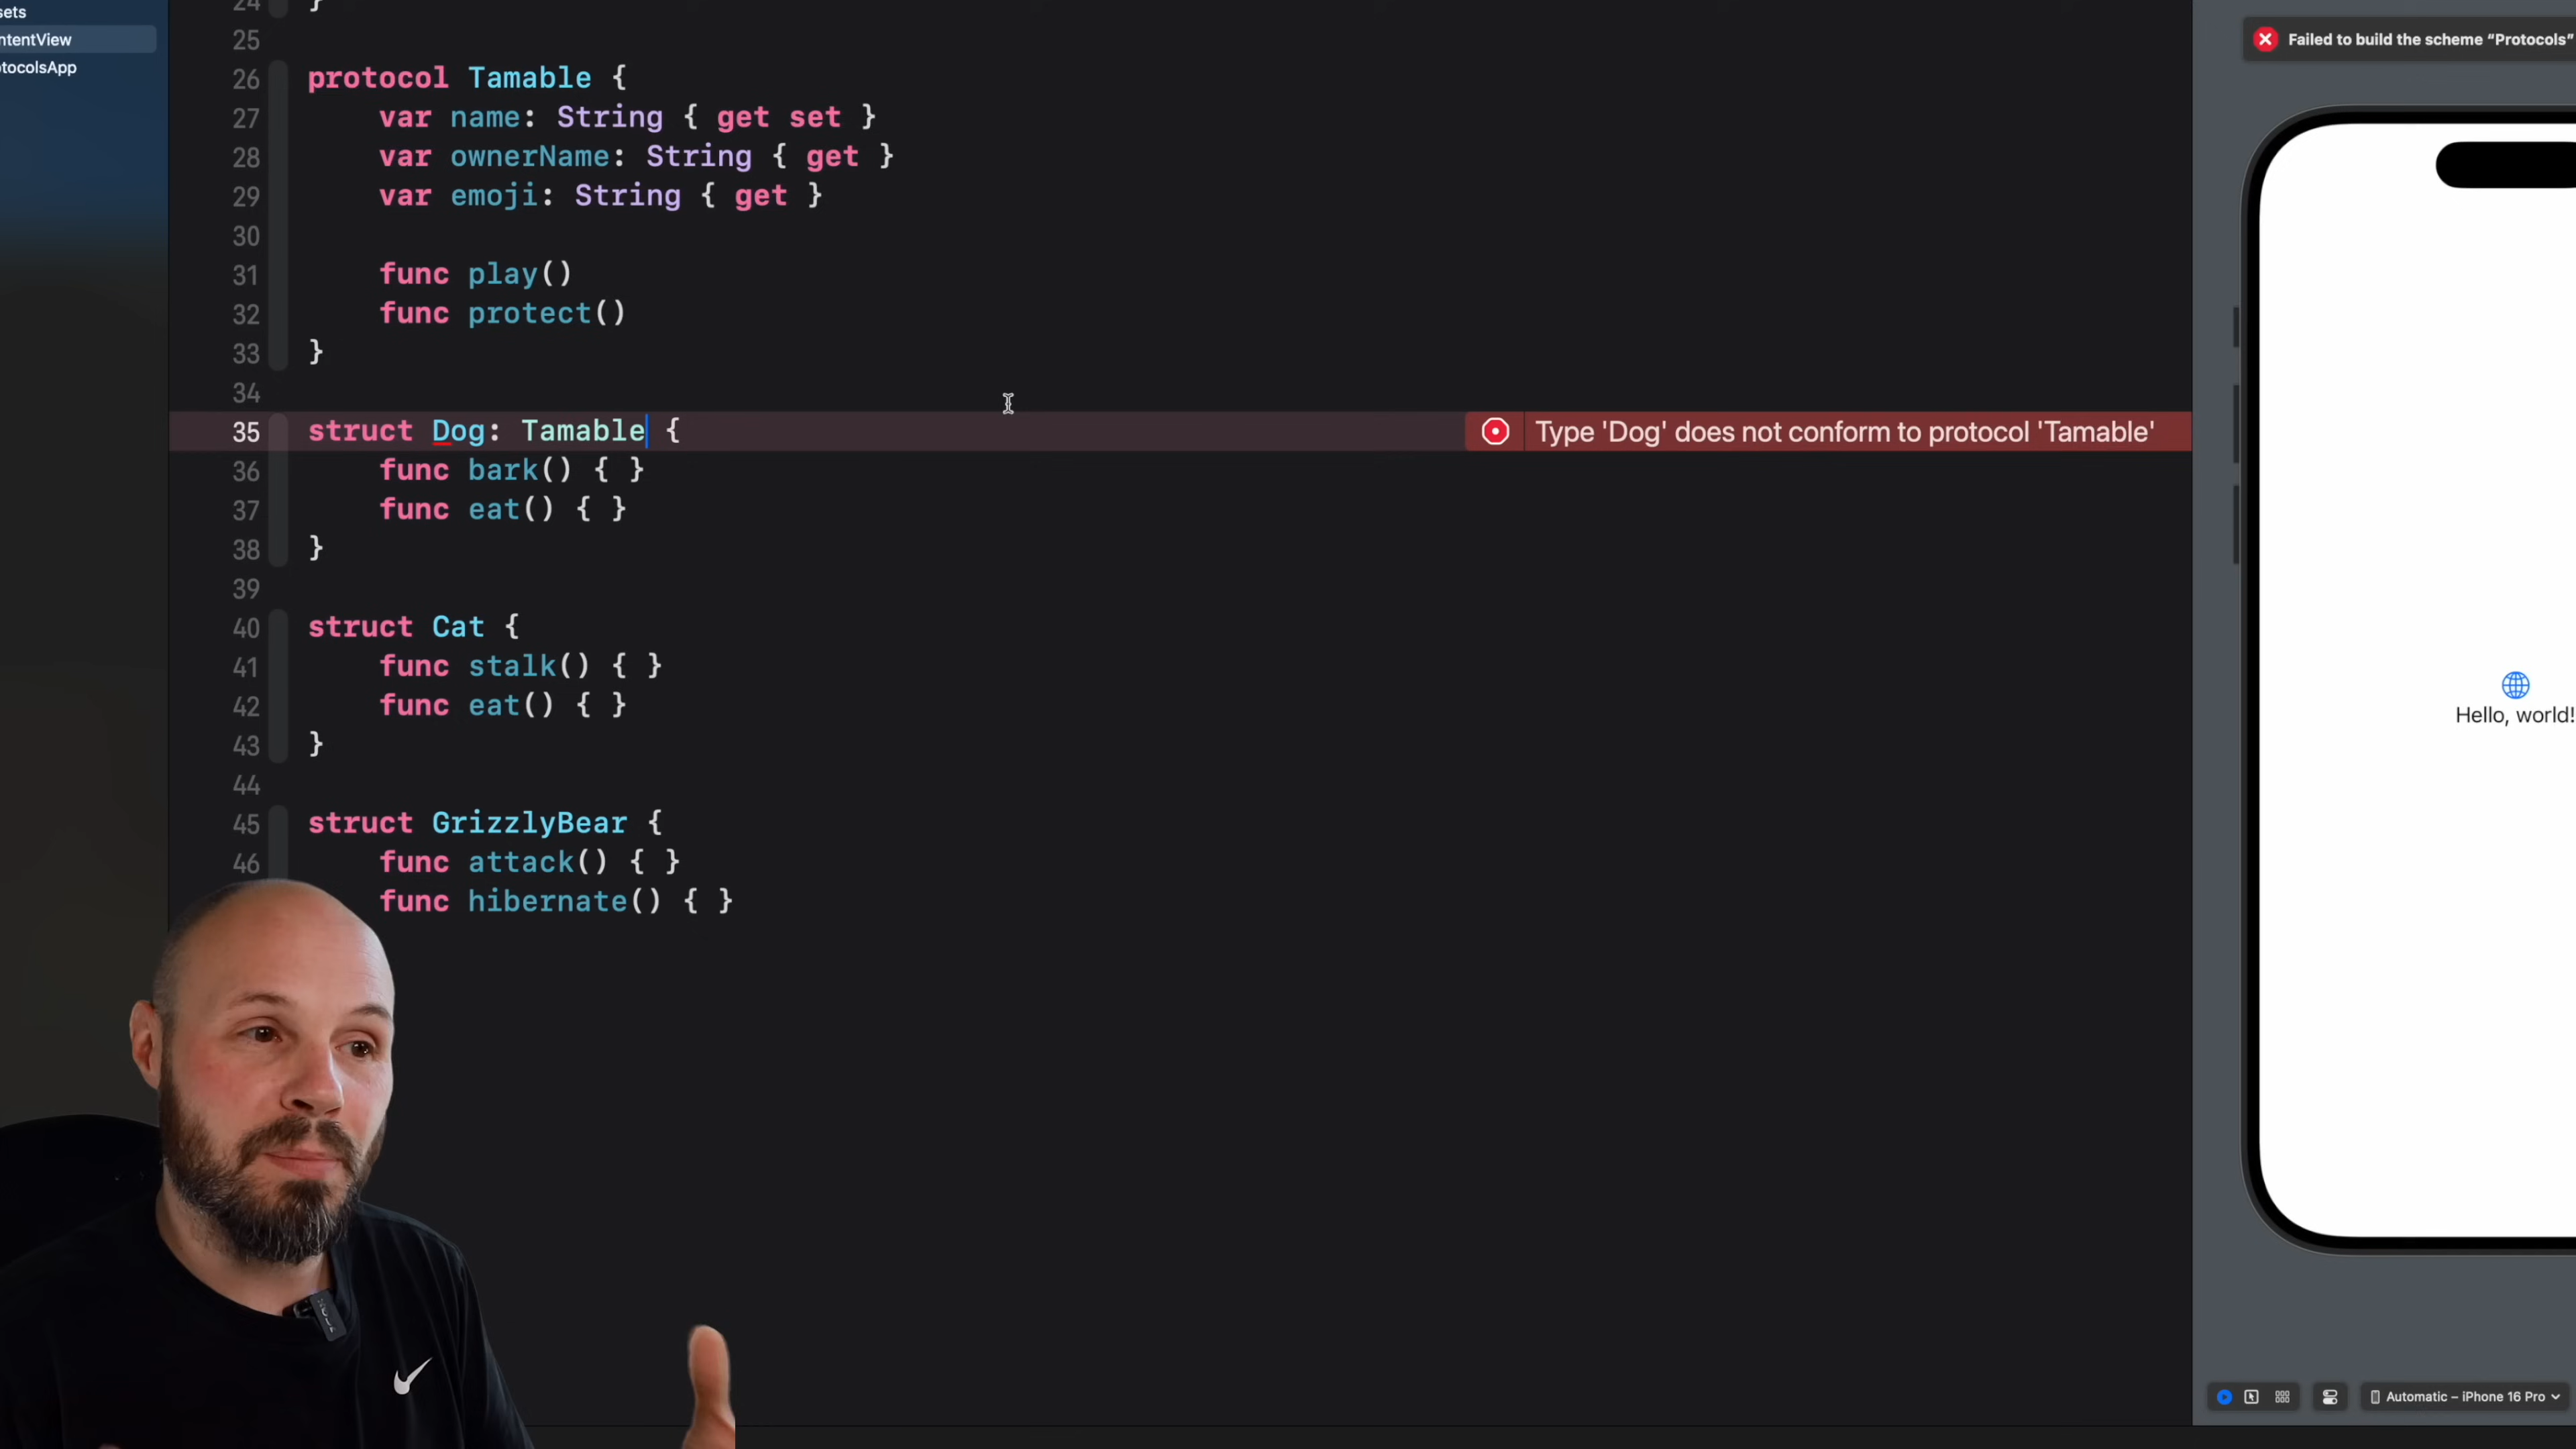 sets
ntentView
otocolsApp
24 }
25
26 protocol Tamable {
27 var name: String { get set }
28 var ownerName: String { get }
29 var emoji: String { get }
30
31 func play()
32 func protect()
33 }
34
35 struct Dog: Tamable {
Type 'Dog' does not conform to protocol 'Tamable'
36 func bark() { }
37 func eat() { }
38 }
39
40 struct Cat {
41 func stalk() { }
42 func eat() { }
43 }
44
45 struct GrizzlyBear {
46 func attack() { }
func hibernate() { }
Failed to build the scheme “Protocols”
Hello, world!
Automatic – iPhone 16 Pro